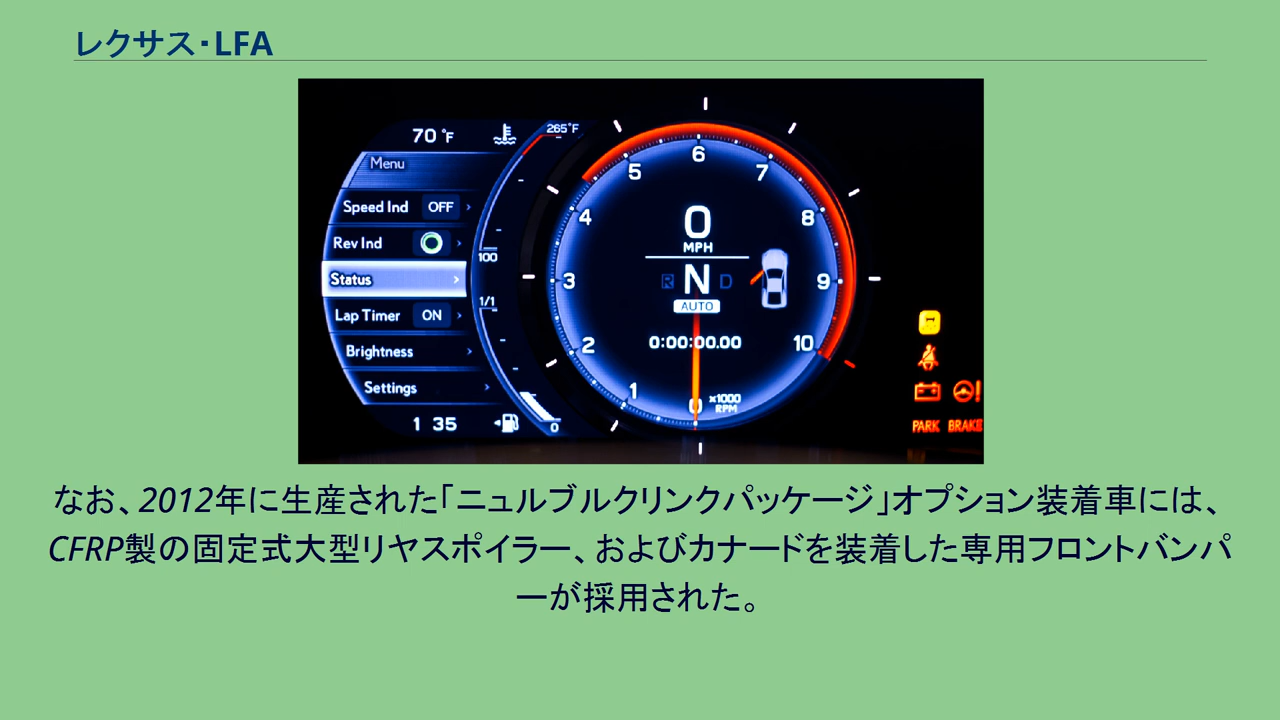 レクサス・LFA
70 °F
265°F
Menu
Speed Ind OFF
Rev Ind
Status
Lap Timer ON
Brightness
Settings
1 35
100
1/1
0
0 1 2 3 4 5 6 7 8 9 10
x1000
RPM
0
MPH
R N D
AUTO
0:00:00.00
PARK BRAKE
なお、2012年に生産された「ニュルブルクリンクパッケージ」オプション装着車には、
CFRP製の固定式大型リヤスポイラー、およびカナードを装着した専用フロントバンパ
ーが採用された。